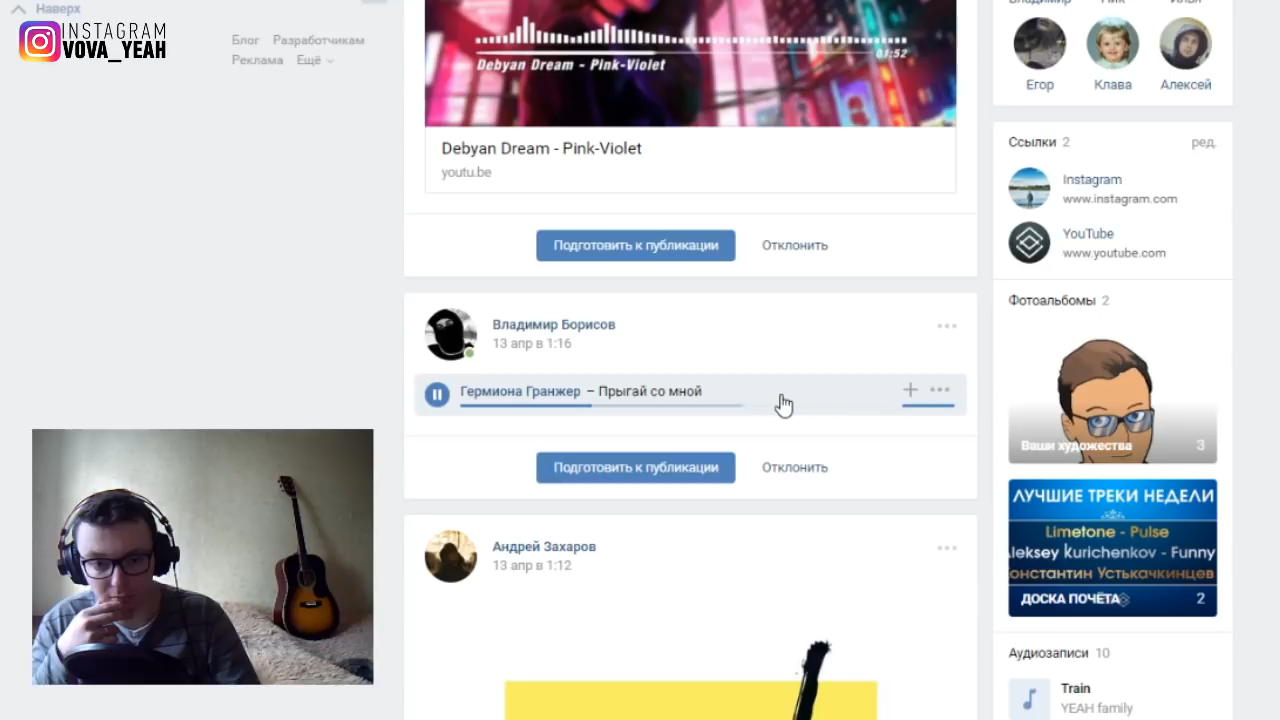 Наверх
INSTAGRAM
VOVA_YEAH
Блог Разработчикам
Реклама Ещё
01:52
Debyan Dream - Pink-Violet
Debyan Dream - Pink-Violet
youtu.be
Подготовить к публикации Отклонить
Владимир Борисов
13 апр в 1:16
Гермиона Гранжер – Прыгай со мной
Подготовить к публикации Отклонить
Андрей Захаров
13 апр в 1:12
Владимир Рик Илья
Егор Клава Алексей
Ссылки 2 ред.
Instagram
www.instagram.com
YouTube
www.youtube.com
Фотоальбомы 2
Ваши художества 3
ЛУЧШИЕ ТРЕКИ НЕДЕЛИ
Limetone - Pulse
Aleksey Kurichenkov - Funny
онстантин Устькачкинцев
ДОСКА ПОЧЁТА 2
Аудиозаписи 10
Train
YEAH family